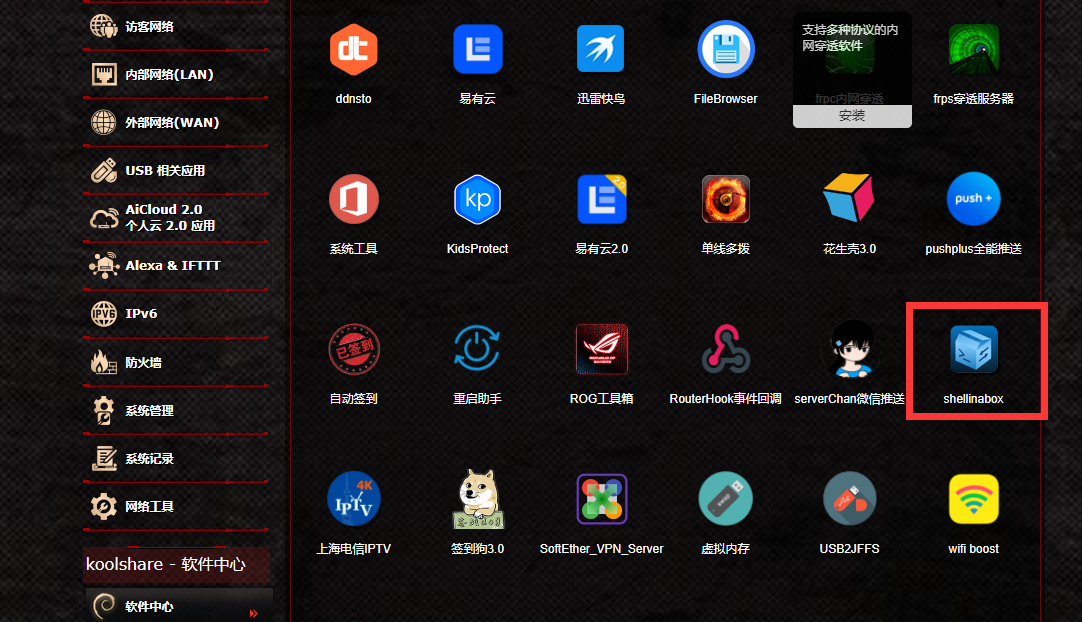 访客网络
内部网络(LAN)
外部网络(WAN)
USB 相关应用
AiCloud 2.0
个人云 2.0 应用
Alexa & IFTTT
IPv6
IPv6
防火墙
系统管理
系统记录
网络工具
koolshare - 软件中心
软件中心
dt
ddnsto
易有云
迅雷快鸟
FileBrowser
支持多种协议的内
网穿透软件
frpc内网穿透
安装
frps穿透服务器
系统工具
kp
KidsProtect
2.0
易有云2.0
单线多拨
花生壳3.0
push +
pushplus全能推送
已签到
自动签到
重启助手
REPUBLIC OF
GAMERS
ROG工具箱
RouterHook事件回调
serverChan微信推送
shellinabox
4K
IPTV
上海电信IPTV
签到狗3.0
SoftEther_VPN_Server
SWAP
虚拟内存
USB2JFFS
wifi boost